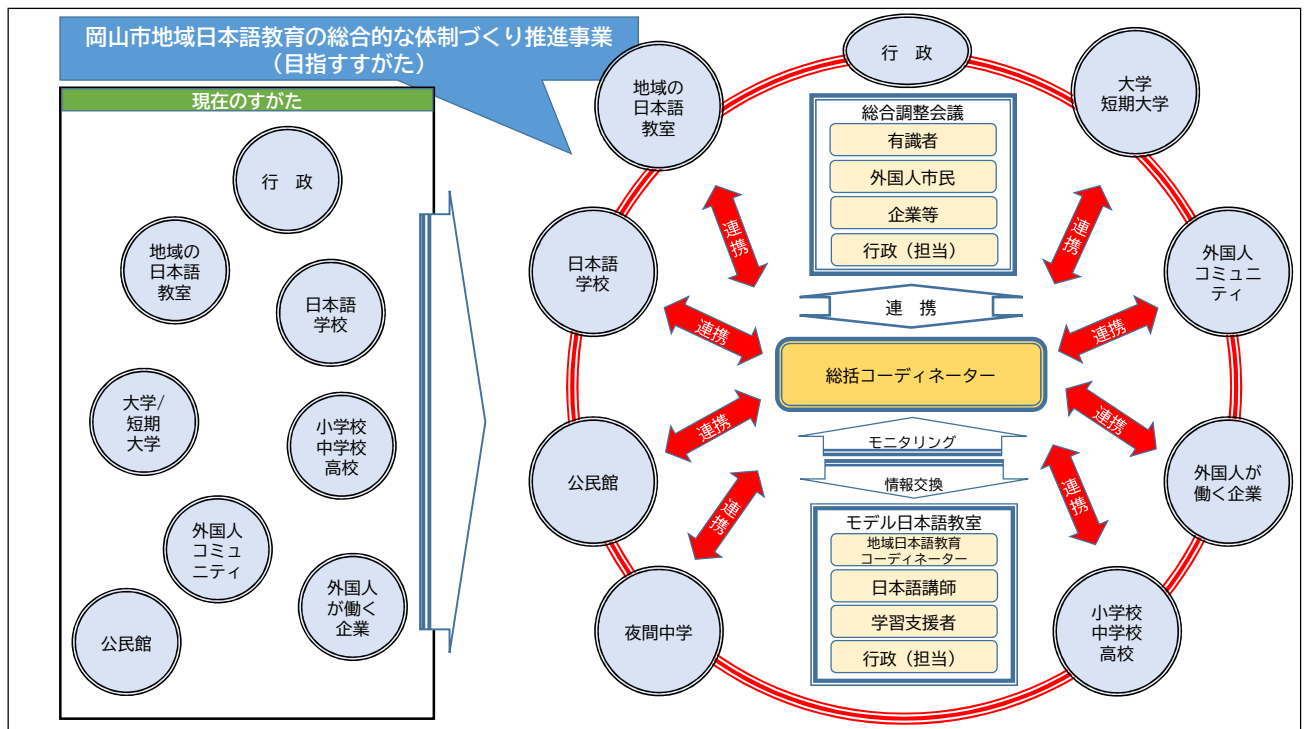 岡山市地域日本語教育の総合的な体制づくり推進事業
（目指すすがた）
現在のすがた
行　政
地域の
日本語
教室
日本語
学校
大学/
短期
大学
小学校
中学校
高校
外国人
コミュ
ニティ
外国人
が働く
企業
公民館
行　政
地域の
日本語
教室
大学
短期大学
日本語
学校
外国人
コミュニ
ティ
公民館
外国人が
働く企業
夜間中学
小学校
中学校
高校
総合調整会議
有識者
外国人市民
企業等
行政（担当）
連　携
総括コーディネーター
モニタリング
情報交換
モデル日本語教室
地域日本語教育
コーディネーター
日本語講師
学習支援者
行政（担当）
連携
連携
連携
連携
連携
連携
連携
連携